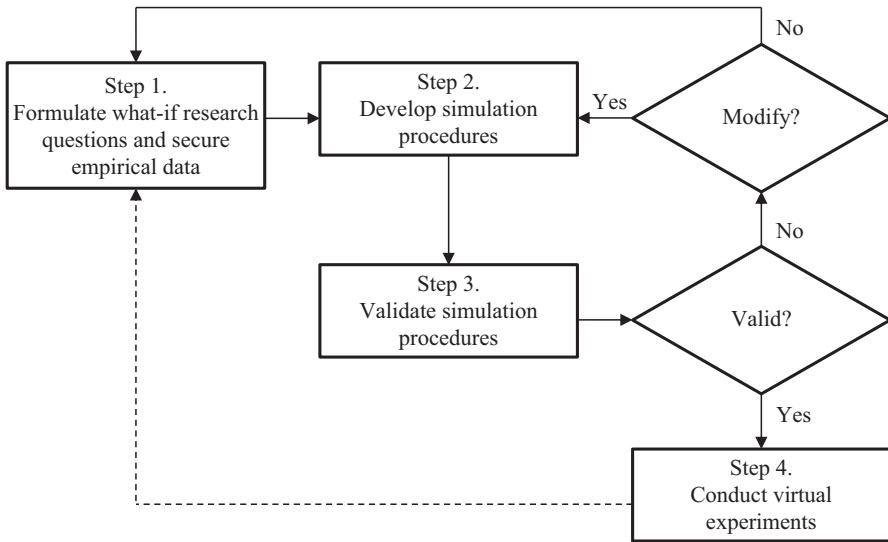 No
Step 1.
Formulate what-if research
questions and secure
empirical data
Step 2.
Develop simulation
procedures
Yes
Modify?
No
Step 3.
Validate simulation
procedures
Valid?
Yes
Step 4.
Conduct virtual
experiments